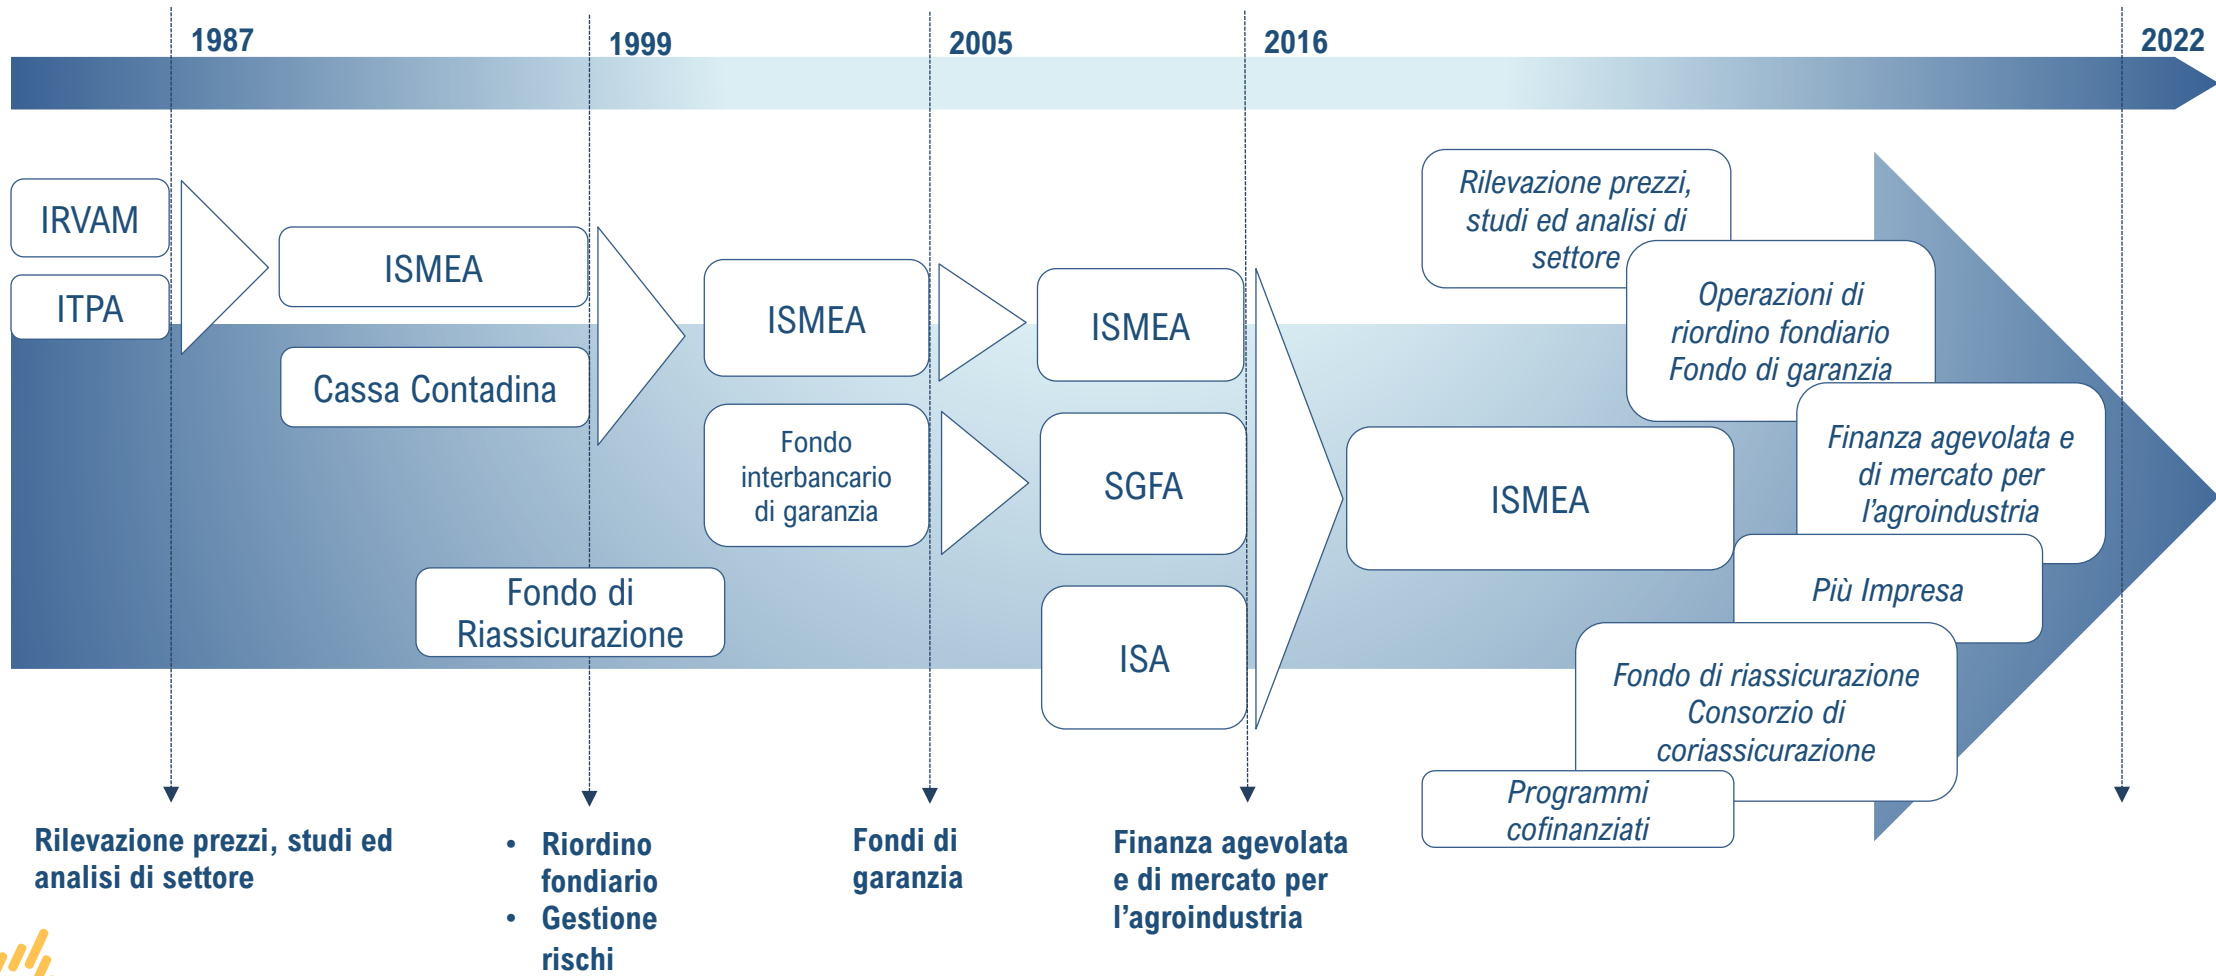 1987
1999
2005
2016
2022
IRVAM
ITPA
ISMEA
Cassa Contadina
Fondo di
Riassicurazione
ISMEA
Fondo
interbancario
di garanzia
ISMEA
SGFA
ISA
ISMEA
Rilevazione prezzi,
studi ed analisi di
settore
Operazioni di
riordino fondiario
Fondo di garanzia
Finanza agevolata e
di mercato per
l'agroindustria
Più Impresa
Fondo di riassicurazione
Consorzio di
coriassicurazione
Programmi
cofinanziati
Rilevazione prezzi, studi ed
analisi di settore
• Riordino
fondiario
• Gestione
rischi
Fondi di
garanzia
Finanza agevolata
e di mercato per
l'agroindustria